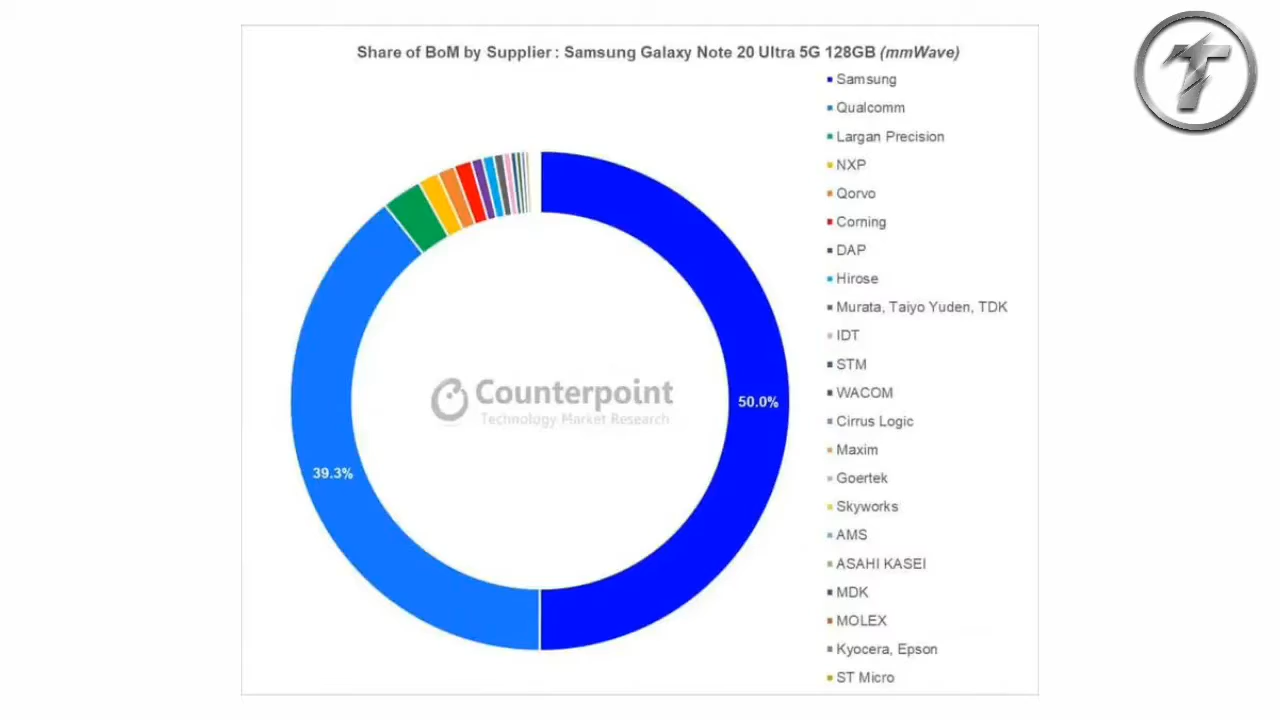 Share of BoM by Supplier : Samsung Galaxy Note 20 Ultra 5G 128GB (mmWave)
Samsung
Qualcomm
Largan Precision
NXP
Qorvo
Corning
DAP
Hirose
Murata, Taiyo Yuden, TDK
IDT
STM
WACOM
Cirrus Logic
Maxim
Goertek
Skyworks
AMS
ASAHI KASEI
MDK
MOLEX
Kyocera, Epson
ST Micro
50.0%
39.3%
Counterpoint
Technology Market Research
T